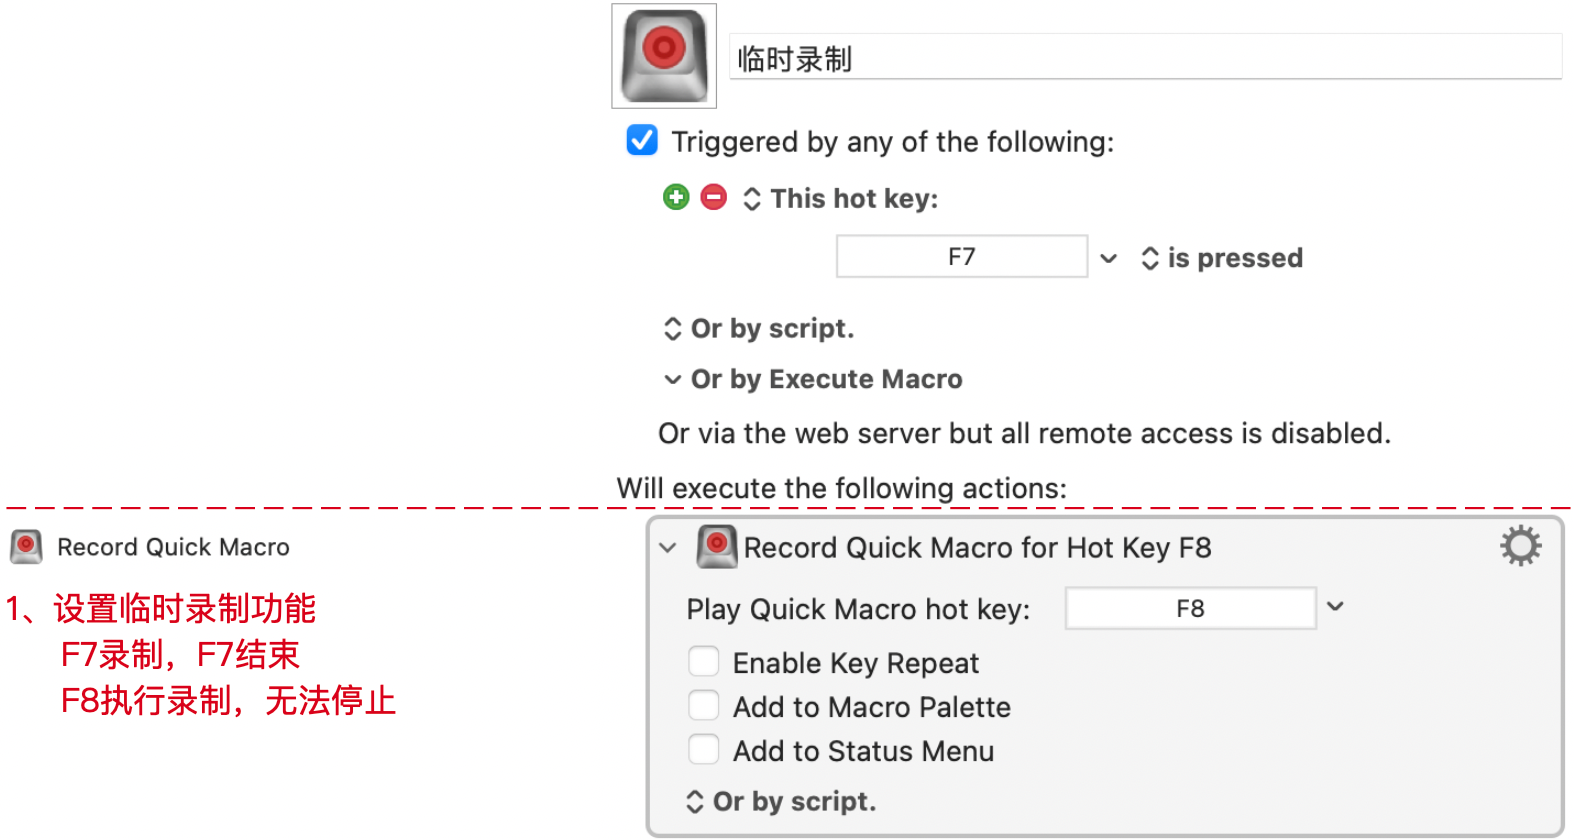 临时录制
Triggered by any of the following:
This hot key:
F7
is pressed
Or by script.
Or by Execute Macro
Or via the web server but all remote access is disabled.
Will execute the following actions:
Record Quick Macro
1、设置临时录制功能
F7录制，F7结束
F8执行录制，无法停止
Record Quick Macro for Hot Key F8
Play Quick Macro hot key:
F8
Enable Key Repeat
Add to Macro Palette
Add to Status Menu
Or by script.